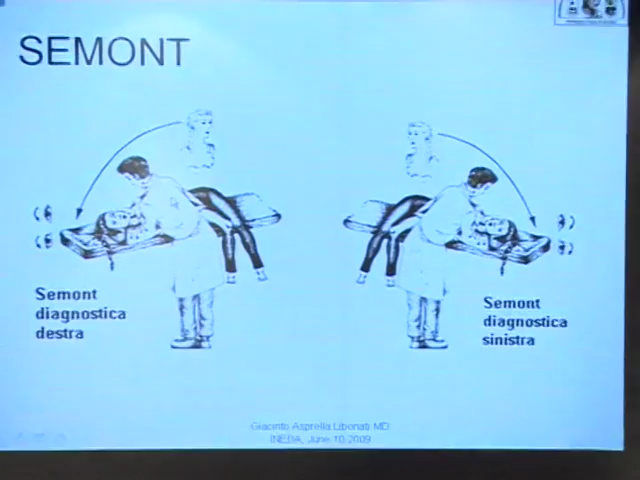 SEMONT
Semont
diagnostica
destra
Semont
diagnostica
sinistra
Giacinto Asprella Libonati MD
INEBA, June 10 2009